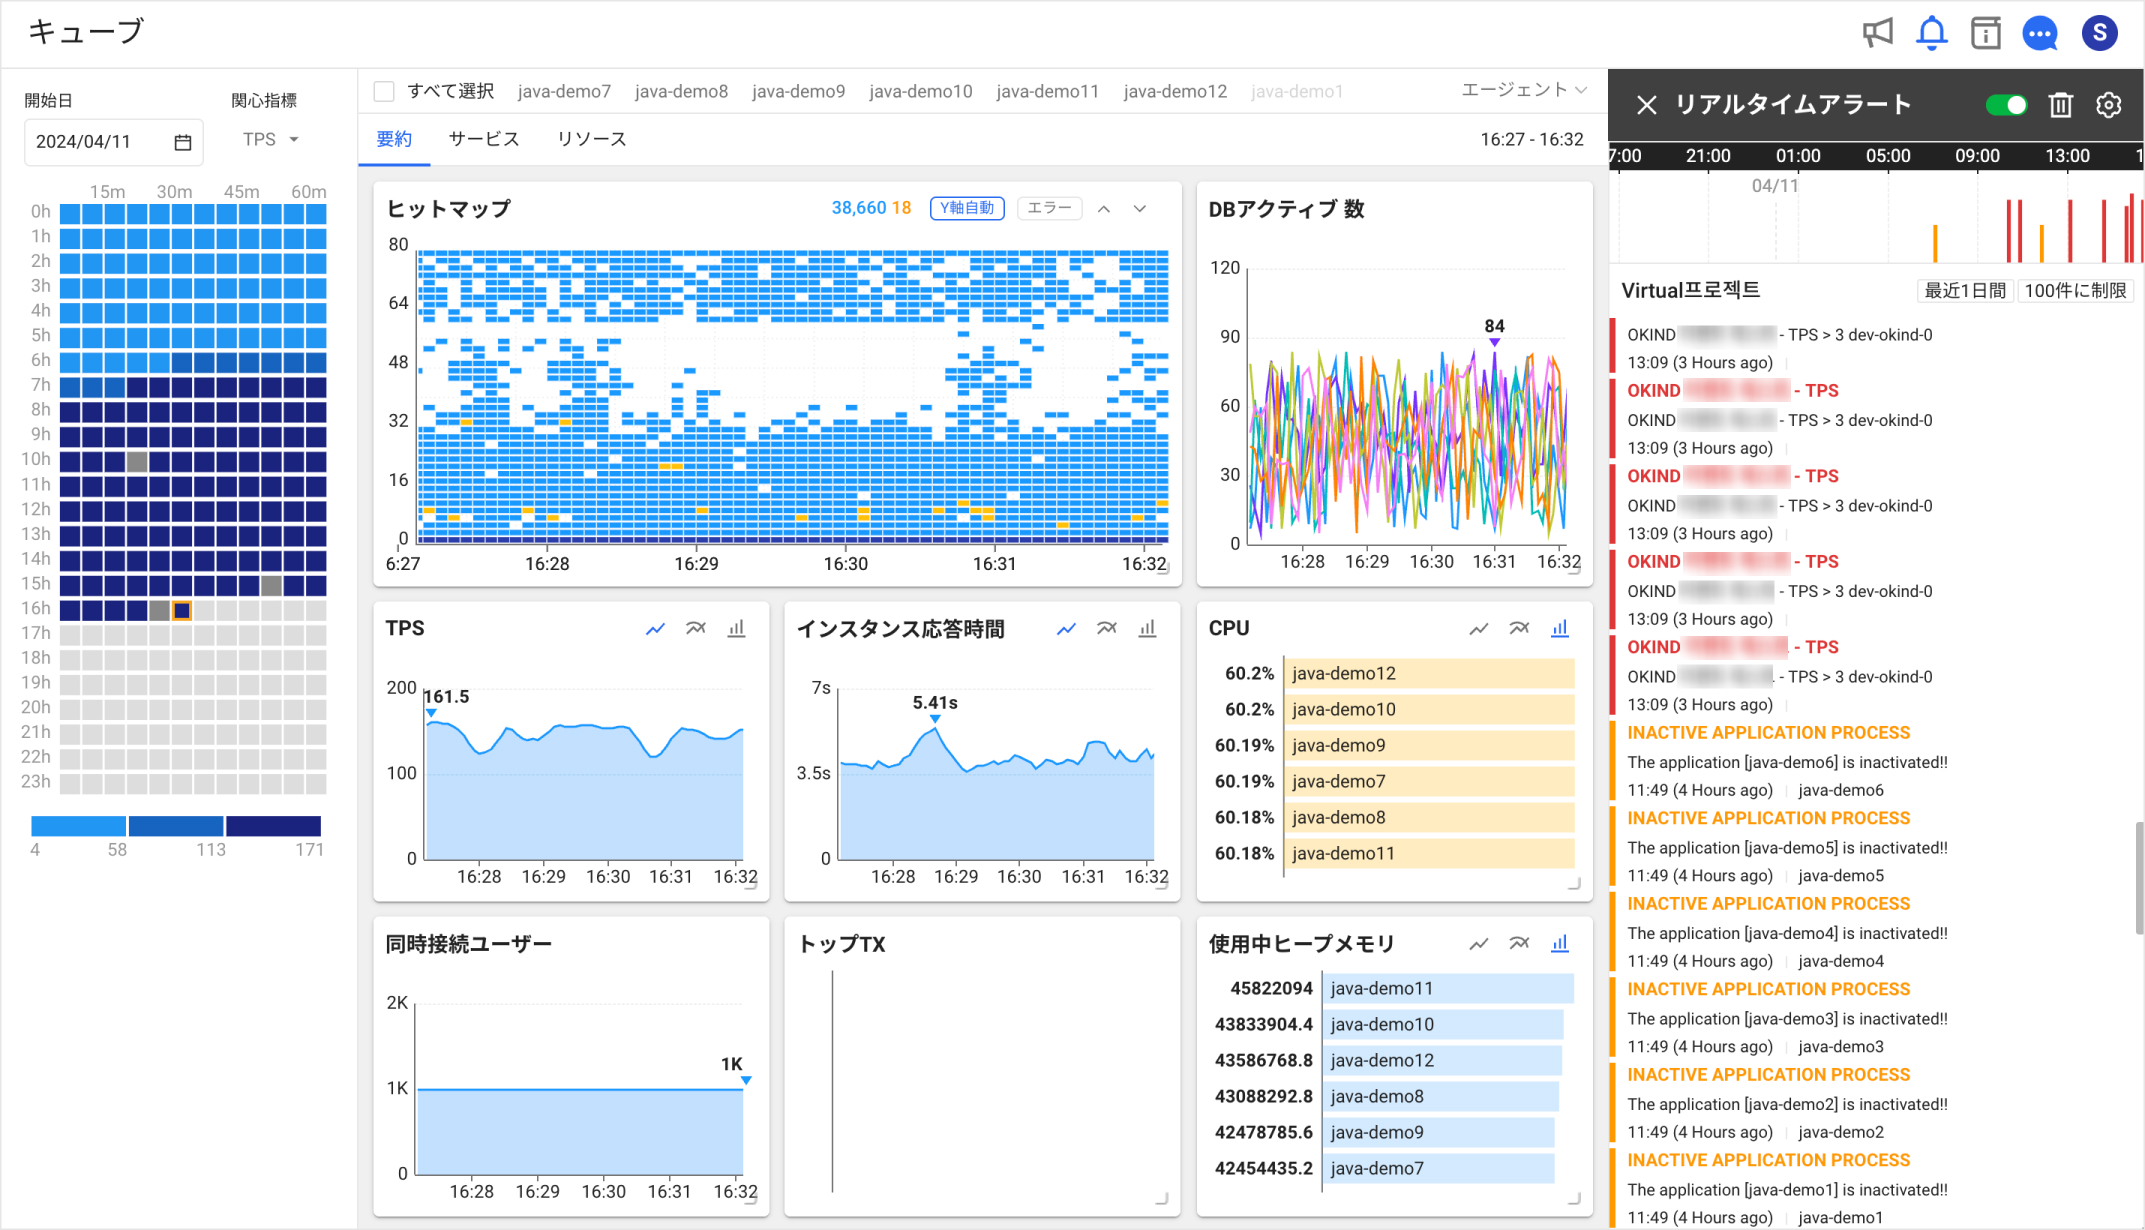 キューブ
S
開始日
関心指標
2024/04/11
TPS
15m 30m 45m 60m
0h
1h
2h
3h
4h
5h
6h
7h
8h
9h
10h
11h
12h
13h
14h
15h
16h
17h
18h
19h
20h
21h
22h
23h
4 58 113 171
すべて選択 java-demo7 java-demo8 java-demo9 java-demo10 java-demo11 java-demo12 java-demo1 エージェント
要約 サービス リソース 16:27 - 16:32
ヒットマップ 38,660 18 Y軸自動 エラー
80
64
48
32
16
0
6:27 16:28 16:29 16:30 16:31 16:32
DBアクティブ 数
120
90
60
30
0
84
16:28 16:29 16:30 16:31 16:32
TPS
200
100
0
161.5
16:28 16:29 16:30 16:31 16:32
インスタンス応答時間
7s
3.5s
0
5.41s
16:28 16:29 16:30 16:31 16:32
CPU
60.2% java-demo12
60.2% java-demo10
60.19% java-demo9
60.19% java-demo7
60.18% java-demo8
60.18% java-demo11
同時接続ユーザー
2K
1K
0
1K
16:28 16:29 16:30 16:31 16:32
トップTX
使用中ヒープメモリ
45822094 java-demo11
43833904.4 java-demo10
43586768.8 java-demo12
43088292.8 java-demo8
42478785.6 java-demo9
42454435.2 java-demo7
リアルタイムアラート
7:00 21:00 01:00 05:00 09:00 13:00 1
04/11
Virtual프로젝트 最近1日間 100件に制限
OKIND - TPS > 3 dev-okind-0
13:09 (3 Hours ago)
OKIND - TPS
OKIND - TPS > 3 dev-okind-0
13:09 (3 Hours ago)
OKIND - TPS
OKIND - TPS > 3 dev-okind-0
13:09 (3 Hours ago)
OKIND - TPS
OKIND - TPS > 3 dev-okind-0
13:09 (3 Hours ago)
OKIND - TPS
OKIND - TPS > 3 dev-okind-0
13:09 (3 Hours ago)
INACTIVE APPLICATION PROCESS
The application [java-demo6] is inactivated!!
11:49 (4 Hours ago) java-demo6
INACTIVE APPLICATION PROCESS
The application [java-demo5] is inactivated!!
11:49 (4 Hours ago) java-demo5
INACTIVE APPLICATION PROCESS
The application [java-demo4] is inactivated!!
11:49 (4 Hours ago) java-demo4
INACTIVE APPLICATION PROCESS
The application [java-demo3] is inactivated!!
11:49 (4 Hours ago) java-demo3
INACTIVE APPLICATION PROCESS
The application [java-demo2] is inactivated!!
11:49 (4 Hours ago) java-demo2
INACTIVE APPLICATION PROCESS
The application [java-demo1] is inactivated!!
11:49 (4 Hours ago) java-demo1